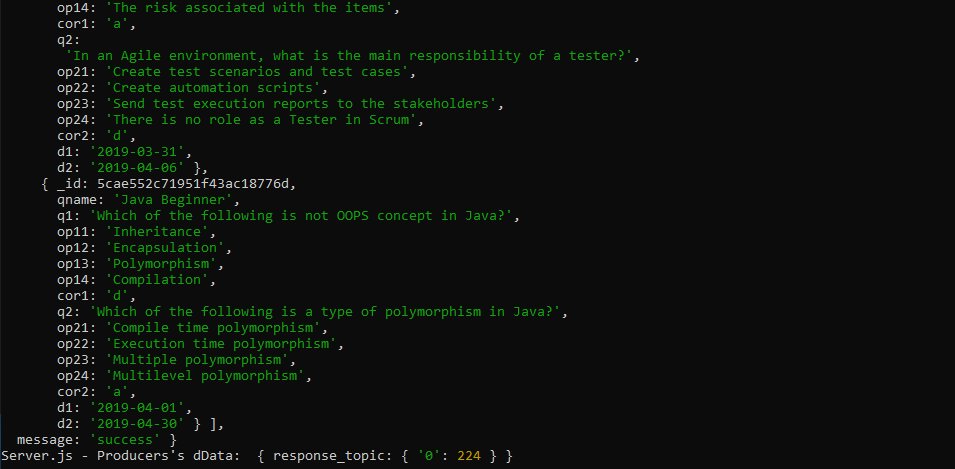 op14: 'The risk associated with the items',
cor1: 'a',
q2:
'In an Agile environment, what is the main responsibility of a tester?',
op21: 'Create test scenarios and test cases',
op22: 'Create automation scripts',
op23: 'Send test execution reports to the stakeholders',
op24: 'There is no role as a Tester in Scrum',
cor2: 'd',
d1: '2019-03-31',
d2: '2019-04-06' },
{ _id: 5cae552c71951f43ac18776d,
qname: 'Java Beginner',
q1: 'Which of the following is not OOPS concept in Java?',
op11: 'Inheritance',
op12: 'Encapsulation',
op13: 'Polymorphism',
op14: 'Compilation',
cor1: 'd',
q2: 'Which of the following is a type of polymorphism in Java?',
op21: 'Compile time polymorphism',
op22: 'Execution time polymorphism',
op23: 'Multiple polymorphism',
op24: 'Multilevel polymorphism',
cor2: 'a',
d1: '2019-04-01',
d2: '2019-04-30' } ],
message: 'success' }
Server.js - Producers's dData:  { response_topic: { '0': 224 } }